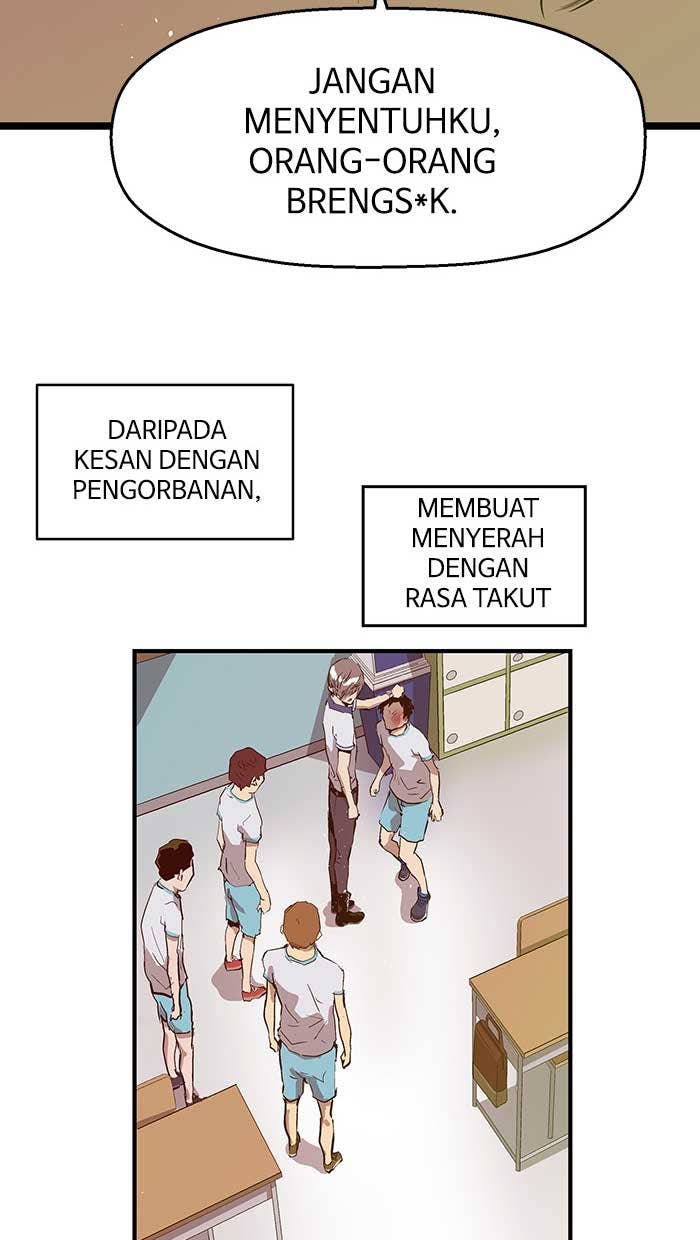 JANGAN
MENYENTUHKU,
ORANG-ORANG
BRENGS*K.
DARIPADA
KESAN DENGAN
PENGORBANAN,
MEMBUAT
MENYERAH
DENGAN
RASA TAKUT